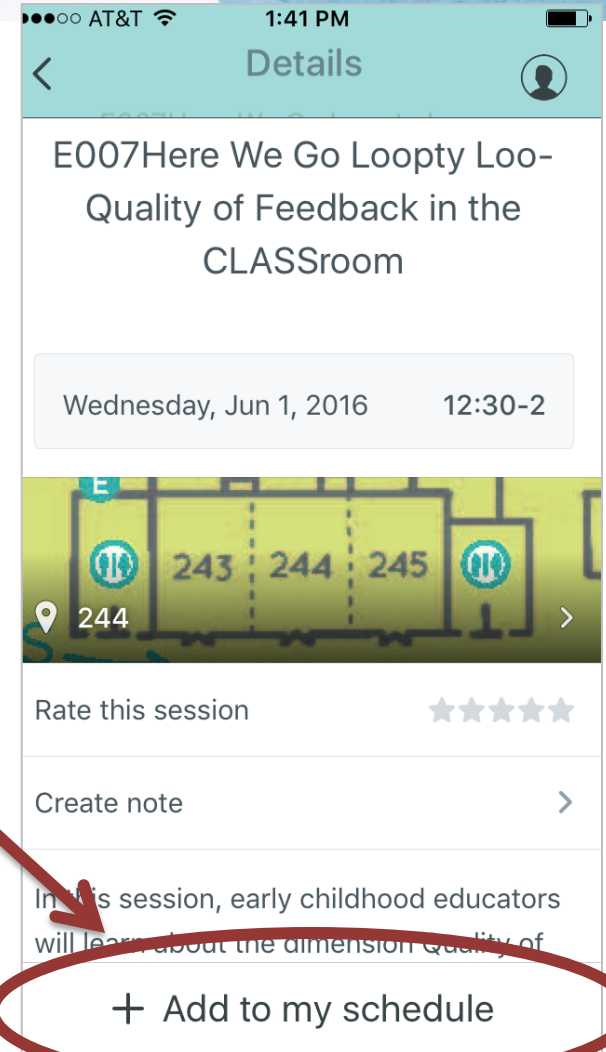 AT&T 1:41 PM
Details
E007Here We Go Loopty Loo-
Quality of Feedback in the
CLASSroom
Wednesday, Jun 1, 2016 12:30-2
E
243 244 245
244
S
Rate this session
Create note
In this session, early childhood educators
will learn about the dimension Quality of
+ Add to my schedule